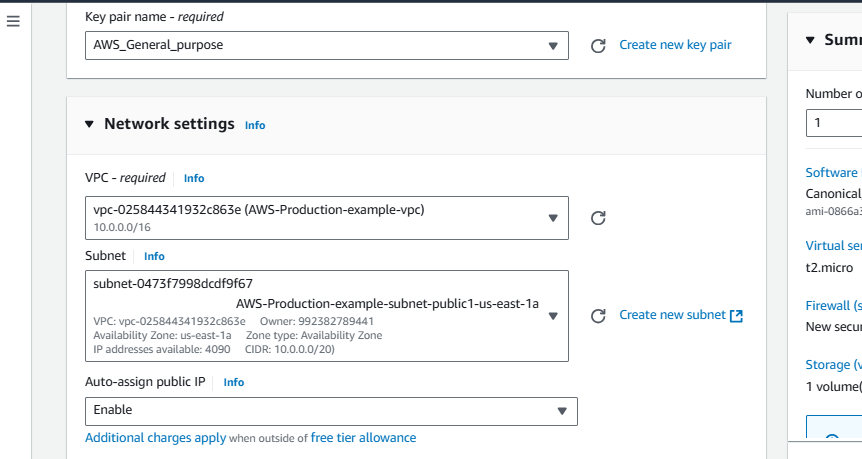 Key pair name - required
AWS_General_purpose
Create new key pair
Network settings Info
VPC - required Info
vpc-025844341932c863e (AWS-Production-example-vpc)
10.0.0.0/16
Subnet Info
subnet-0473f7998dcdf9f67
AWS-Production-example-subnet-public1-us-east-1a
VPC: vpc-025844341932c863e Owner: 992382789441
Availability Zone: us-east-1a Zone type: Availability Zone
IP addresses available: 4090 CIDR: 10.0.0.0/20)
Create new subnet
Auto-assign public IP Info
Enable
Additional charges apply when outside of free tier allowance
Number o
1
Software
Canonical,
ami-0866a3
Virtual ser
t2.micro
Firewall (s
New secur
Storage (v
1 volume(